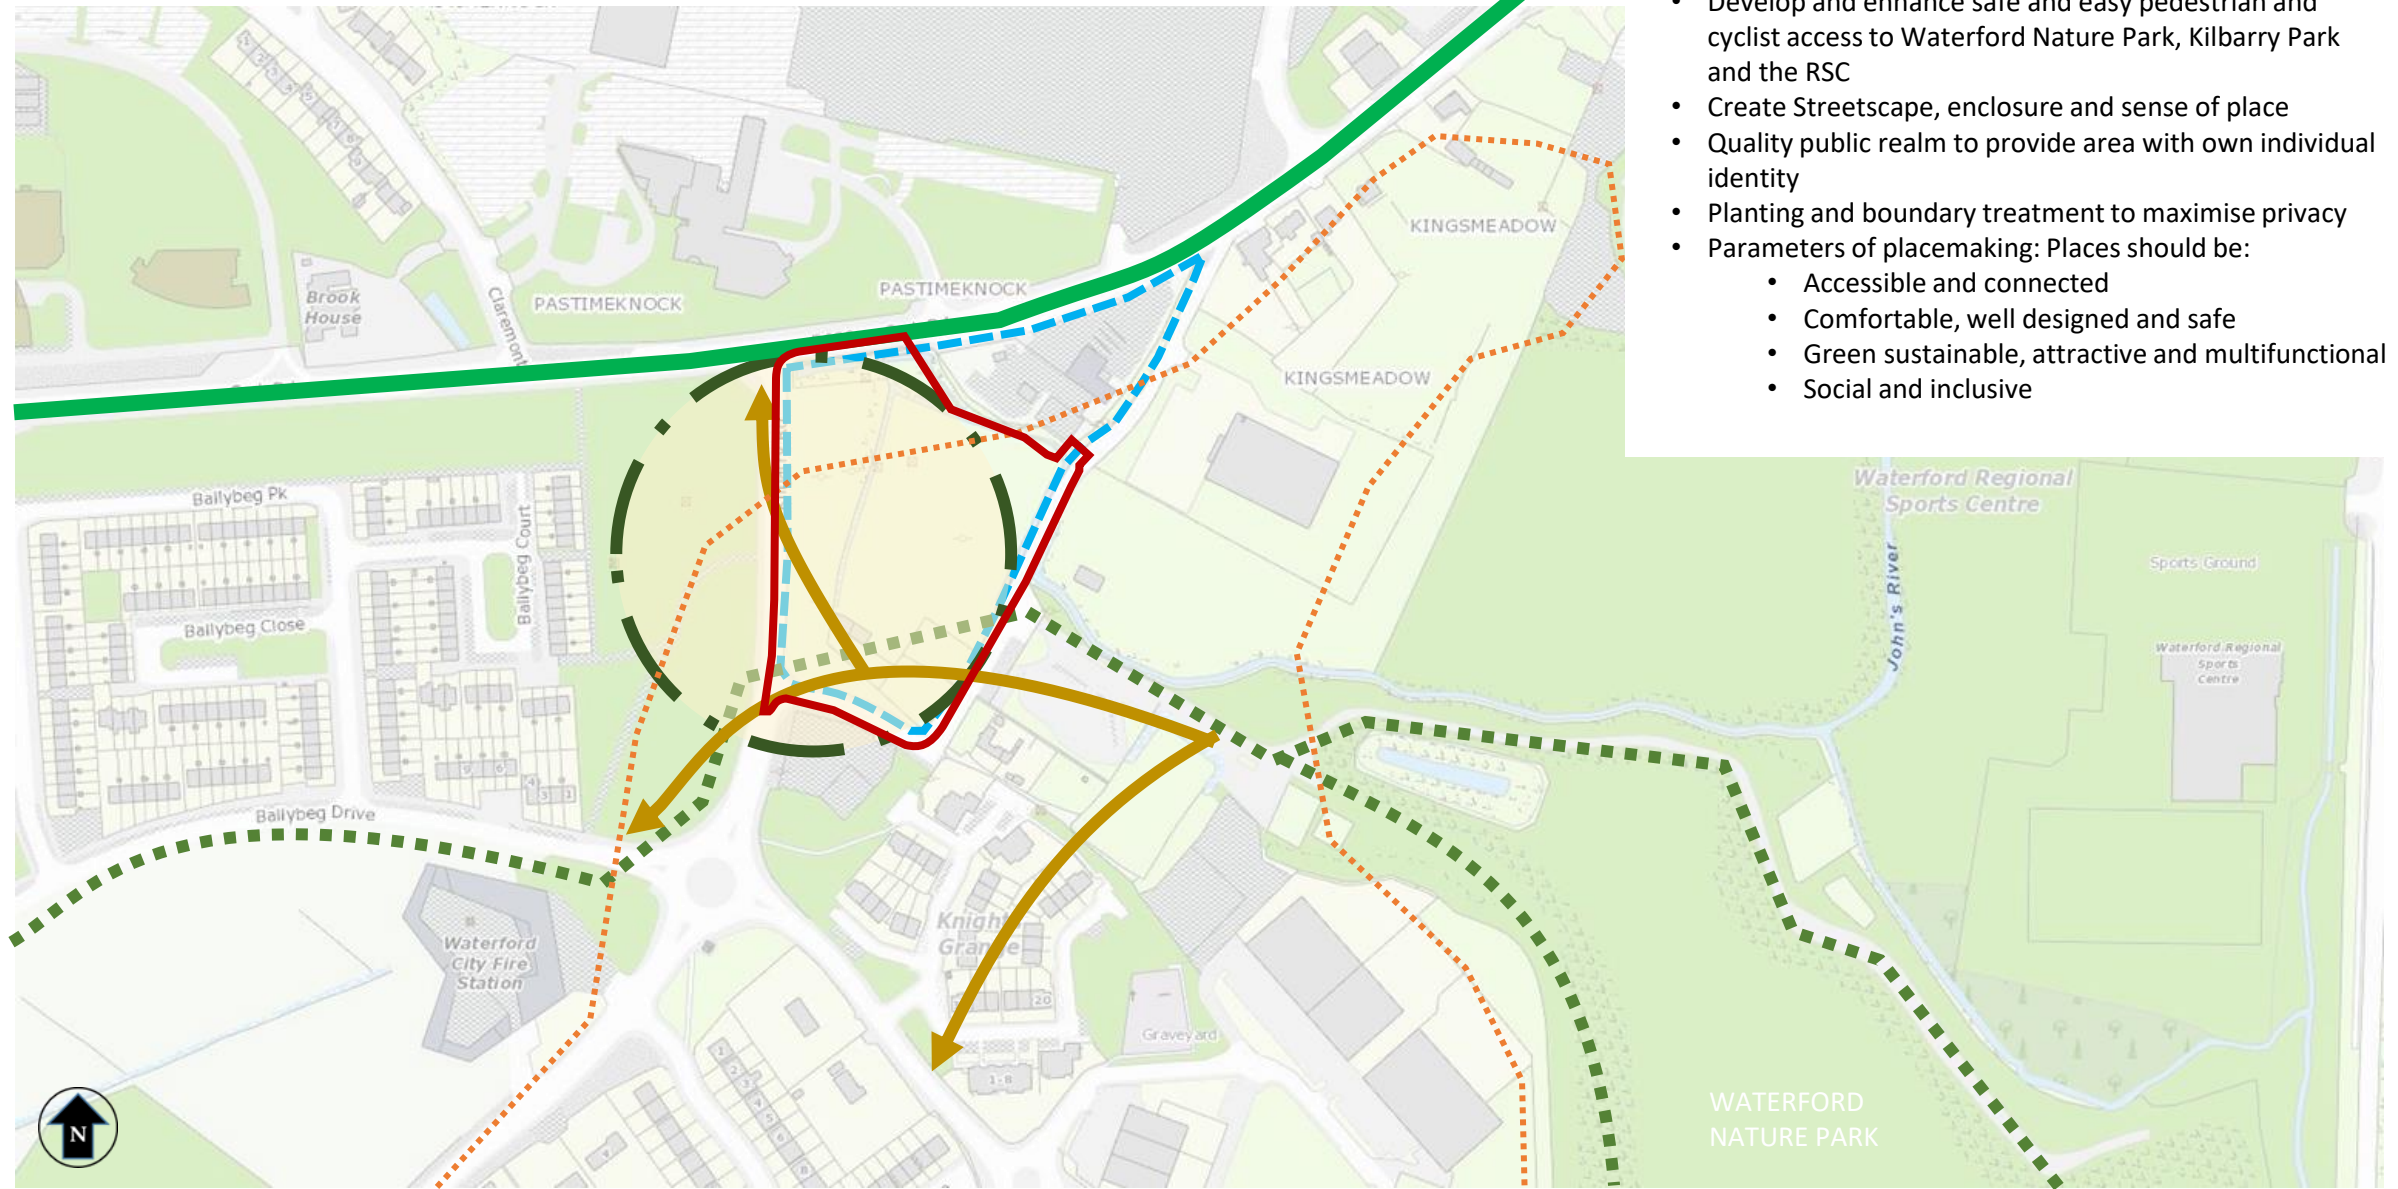 • Develop and enhance safe and easy pedestrian and
cyclist access to Waterford Nature Park, Kilbarry Park
and the RSC
• Create Streetscape, enclosure and sense of place
• Quality public realm to provide area with own individual
identity
• Planting and boundary treatment to maximise privacy
• Parameters of placemaking: Places should be:
• Accessible and connected
• Comfortable, well designed and safe
• Green sustainable, attractive and multifunctional
• Social and inclusive
KINGSMEADOW
PASTIMEKNOCK
PASTIMEKNOCK
Brook
House
Claremont
KINGSMEADOW
Waterford Regional
Sports Centre
Ballybeg Pk
Ballybeg Court
Sports Ground
John's River
Ballybeg Close
Waterford Regional
Sports
Centre
Ballybeg Drive
Knights
Grange
Waterford
City Fire
Station
20
Graveyard
1-8
WATERFORD
NATURE PARK
N